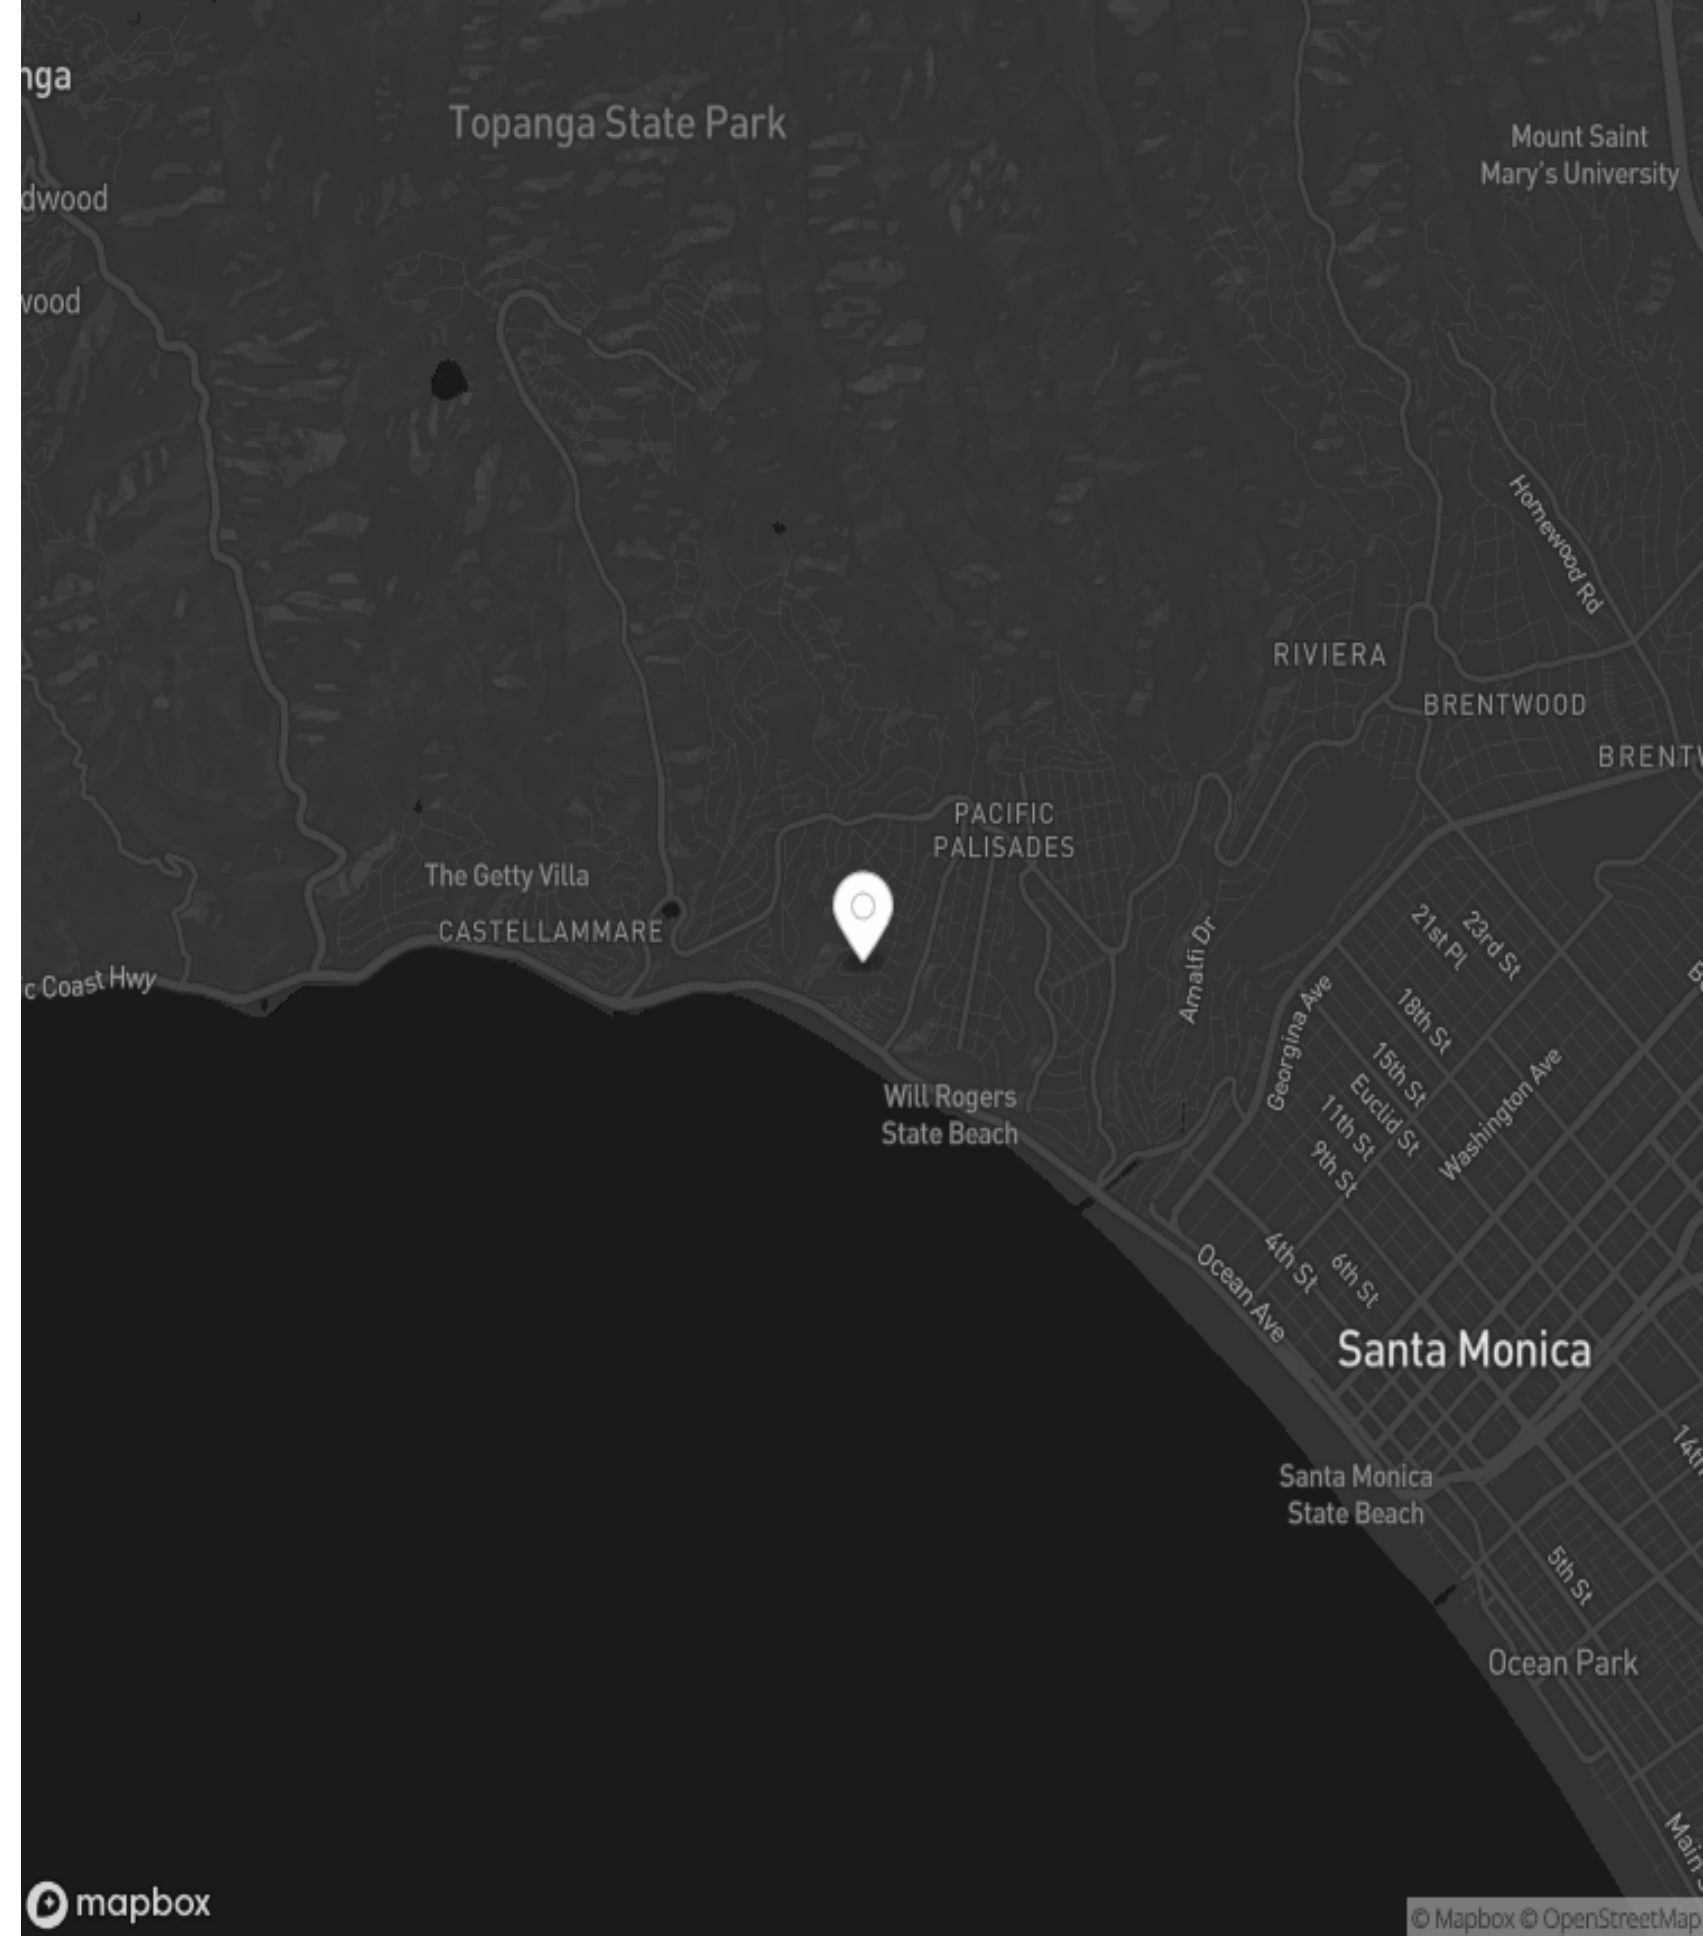 nga
Topanga State Park
Mount Saint
Mary's University
dwood
wood
Homewood Rd
RIVIERA
BRENTWOOD
BRENTW
PACIFIC
PALISADES
The Getty Villa
CASTELLAMMARE
c Coast Hwy
Amalfi Dr
21st Pl
23rd St
18th St
Georgina Ave
15th St
Euclid St
11th St
9th St
Washington Ave
Will Rogers
State Beach
4th St
6th St
Ocean Ave
Santa Monica
14th
Santa Monica
State Beach
5th St
Ocean Park
Main S
mapbox
© Mapbox © OpenStreetMap